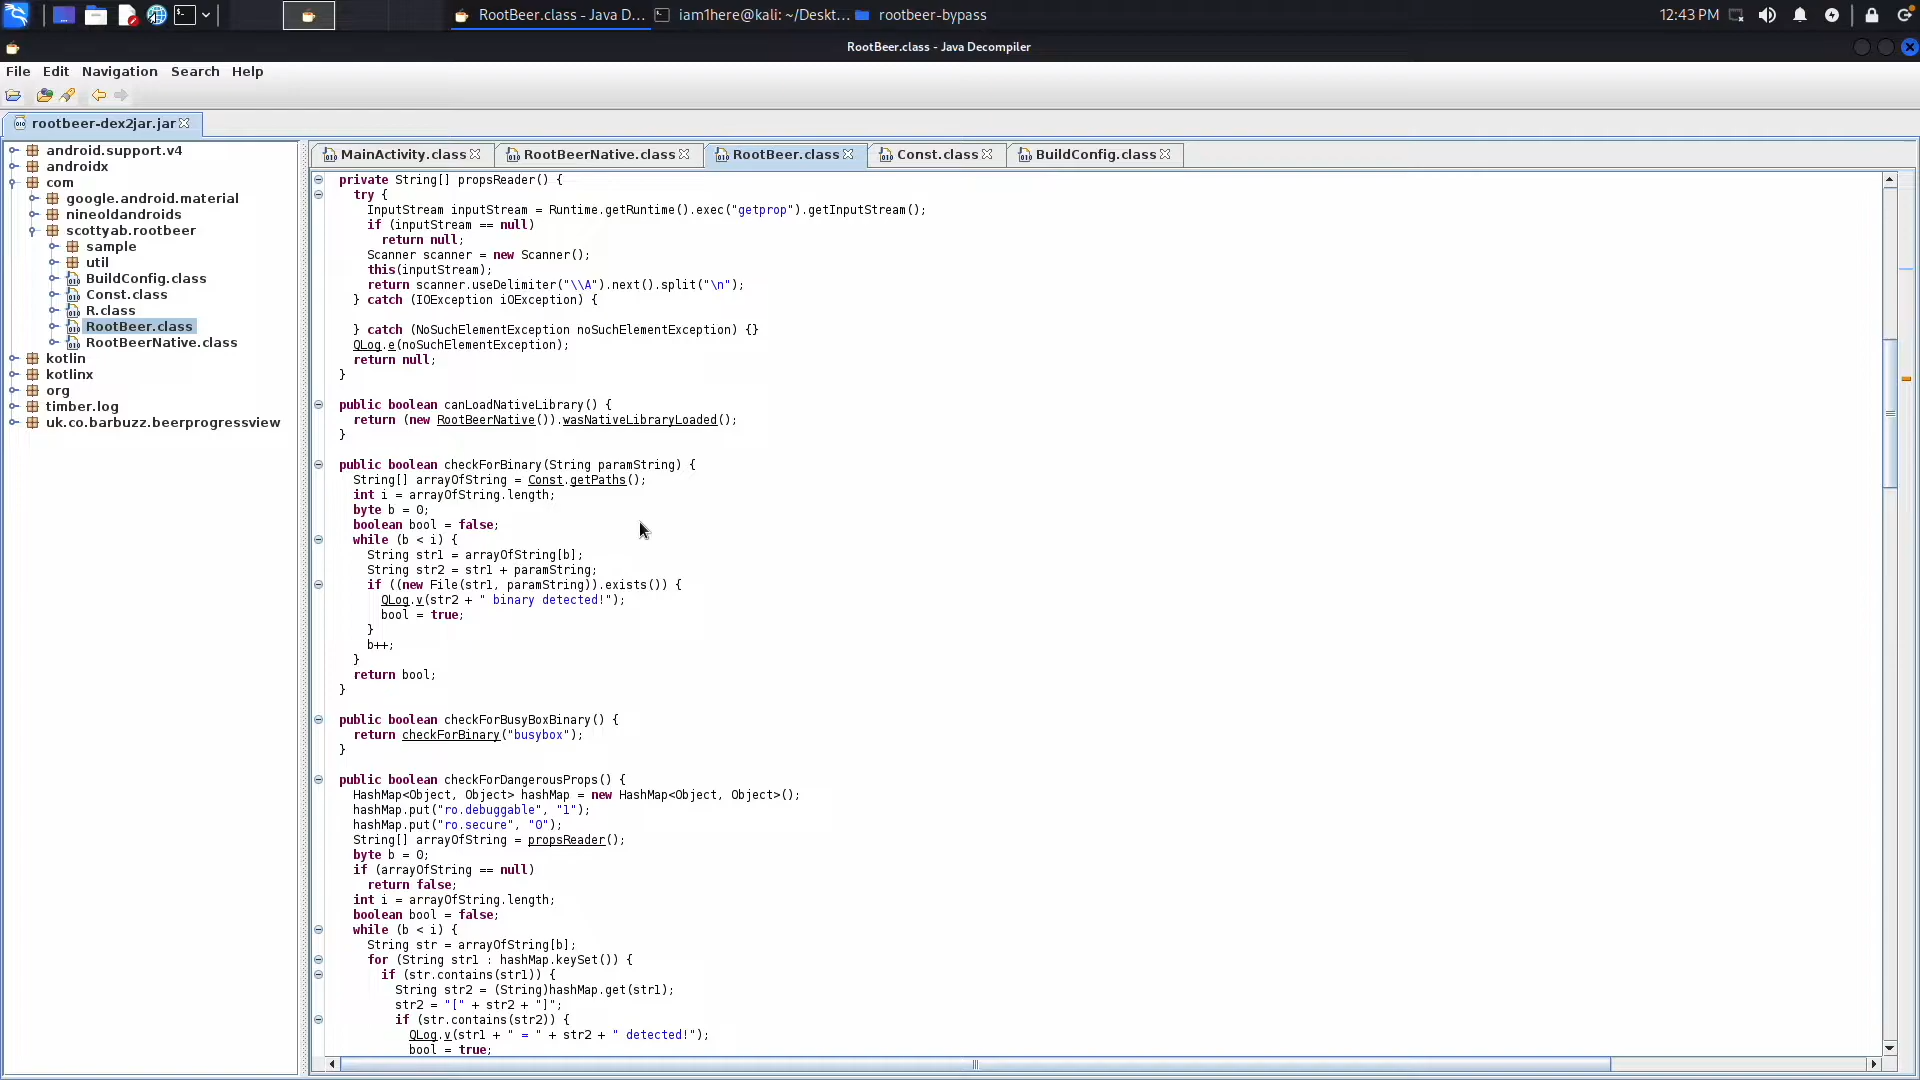 RootBeer.class - Java D...
iam1here@kali: ~/Deskt...
rootbeer-bypass
12:43 PM
RootBeer.class - Java Decompiler
File Edit Navigation Search Help
rootbeer-dex2jar.jar
android.support.v4
androidx
com
google.android.material
nineoldandroids
scottyab.rootbeer
sample
util
BuildConfig.class
Const.class
R.class
RootBeer.class
RootBeerNative.class
kotlin
kotlinx
org
timber.log
uk.co.barbuzz.beerprogressview
MainActivity.class RootBeerNative.class RootBeer.class Const.class BuildConfig.class
private String[] propsReader() {
try {
InputStream inputStream = Runtime.getRuntime().exec("getprop").getInputStream();
if (inputStream == null)
return null;
Scanner scanner = new Scanner();
this(inputStream);
return scanner.useDelimiter("\\A").next().split("\n");
} catch (IOException iOException) {
} catch (NoSuchElementException noSuchElementException) {}
QLog.e(noSuchElementException);
return null;
}
public boolean canLoadNativeLibrary() {
return (new RootBeerNative()).wasNativeLibraryLoaded();
}
public boolean checkForBinary(String paramString) {
String[] arrayOfString = Const.getPaths();
int i = arrayOfString.length;
byte b = 0;
boolean bool = false;
while (b < i) {
String str1 = arrayOfString[b];
String str2 = str1 + paramString;
if ((new File(str1, paramString)).exists()) {
QLog.v(str2 + " binary detected!");
bool = true;
}
b++;
}
return bool;
}
public boolean checkForBusyBoxBinary() {
return checkForBinary("busybox");
}
public boolean checkForDangerousProps() {
HashMap<Object, Object> hashMap = new HashMap<Object, Object>();
hashMap.put("ro.debuggable", "1");
hashMap.put("ro.secure", "0");
String[] arrayOfString = propsReader();
byte b = 0;
if (arrayOfString == null)
return false;
int i = arrayOfString.length;
boolean bool = false;
while (b < i) {
String str = arrayOfString[b];
for (String str1 : hashMap.keySet()) {
if (str.contains(str1)) {
String str2 = (String)hashMap.get(str1);
str2 = "[" + str2 + "]";
if (str.contains(str2)) {
QLog.v(str1 + " = " + str2 + " detected!");
bool = true;